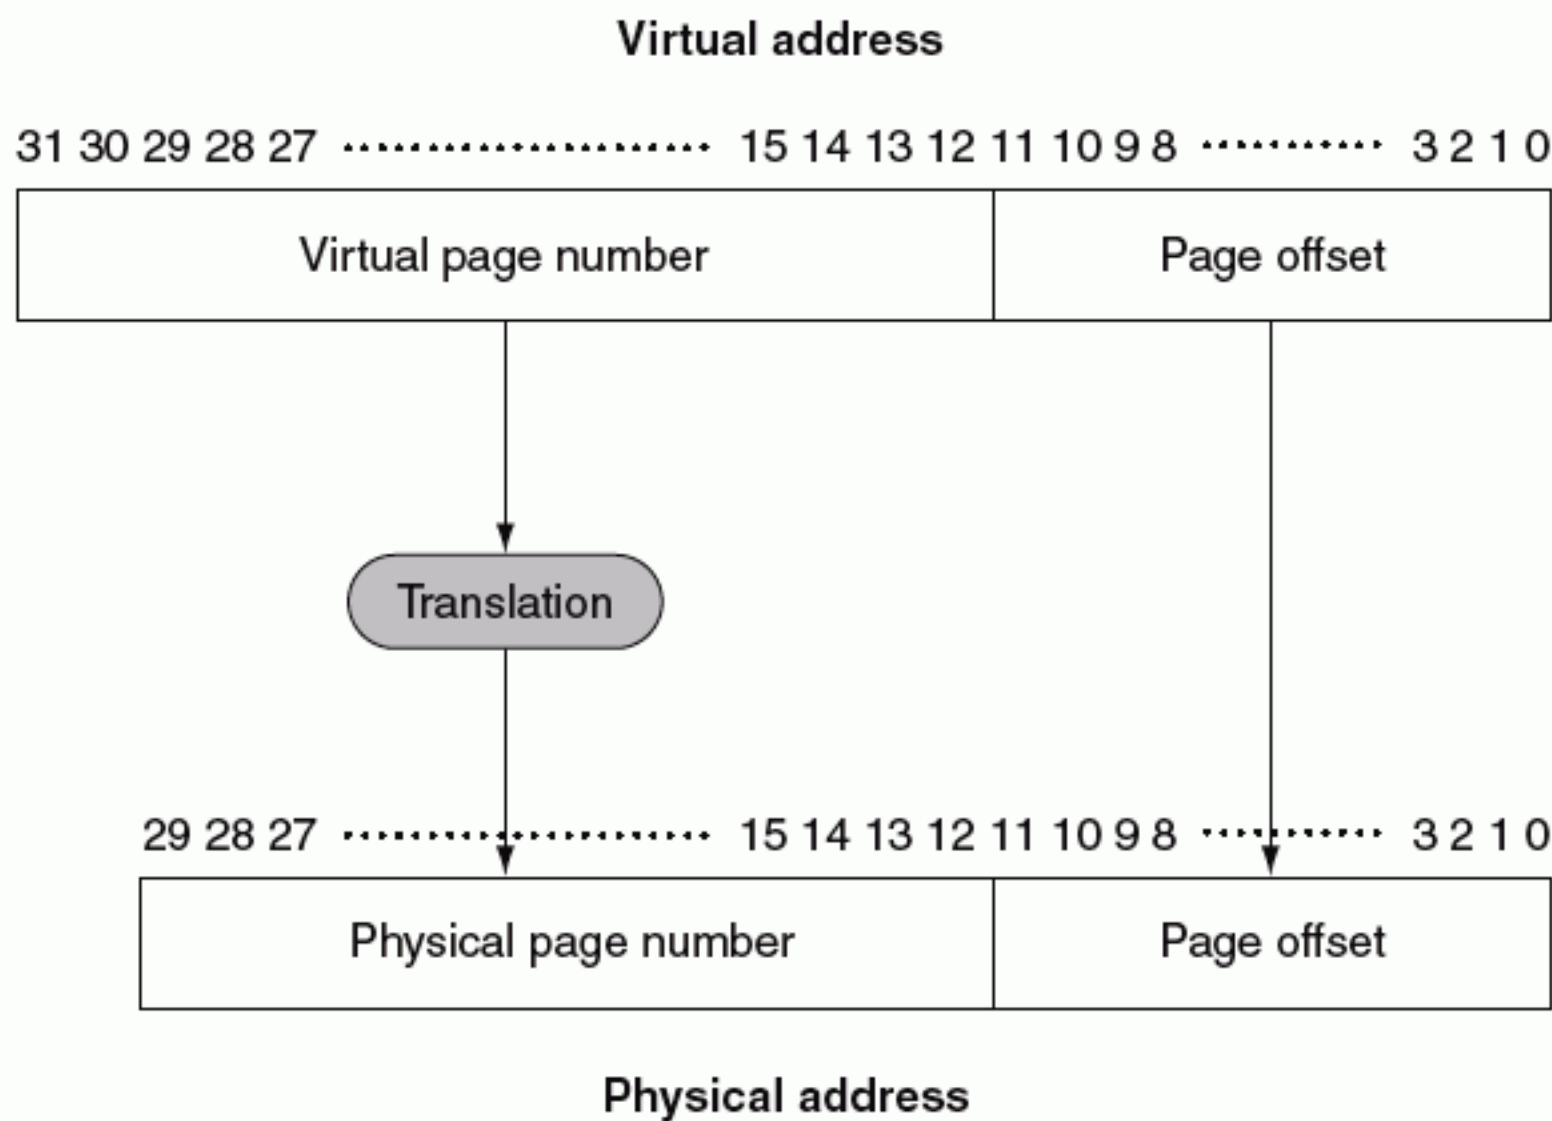 Virtual address
31 30 29 28 27 ..................... 15 14 13 12 11 10 9 8 ........... 3 2 1 0
Virtual page number Page offset
Translation
29 28 27 ..................... 15 14 13 12 11 10 9 8 ........... 3 2 1 0
Physical page number Page offset
Physical address